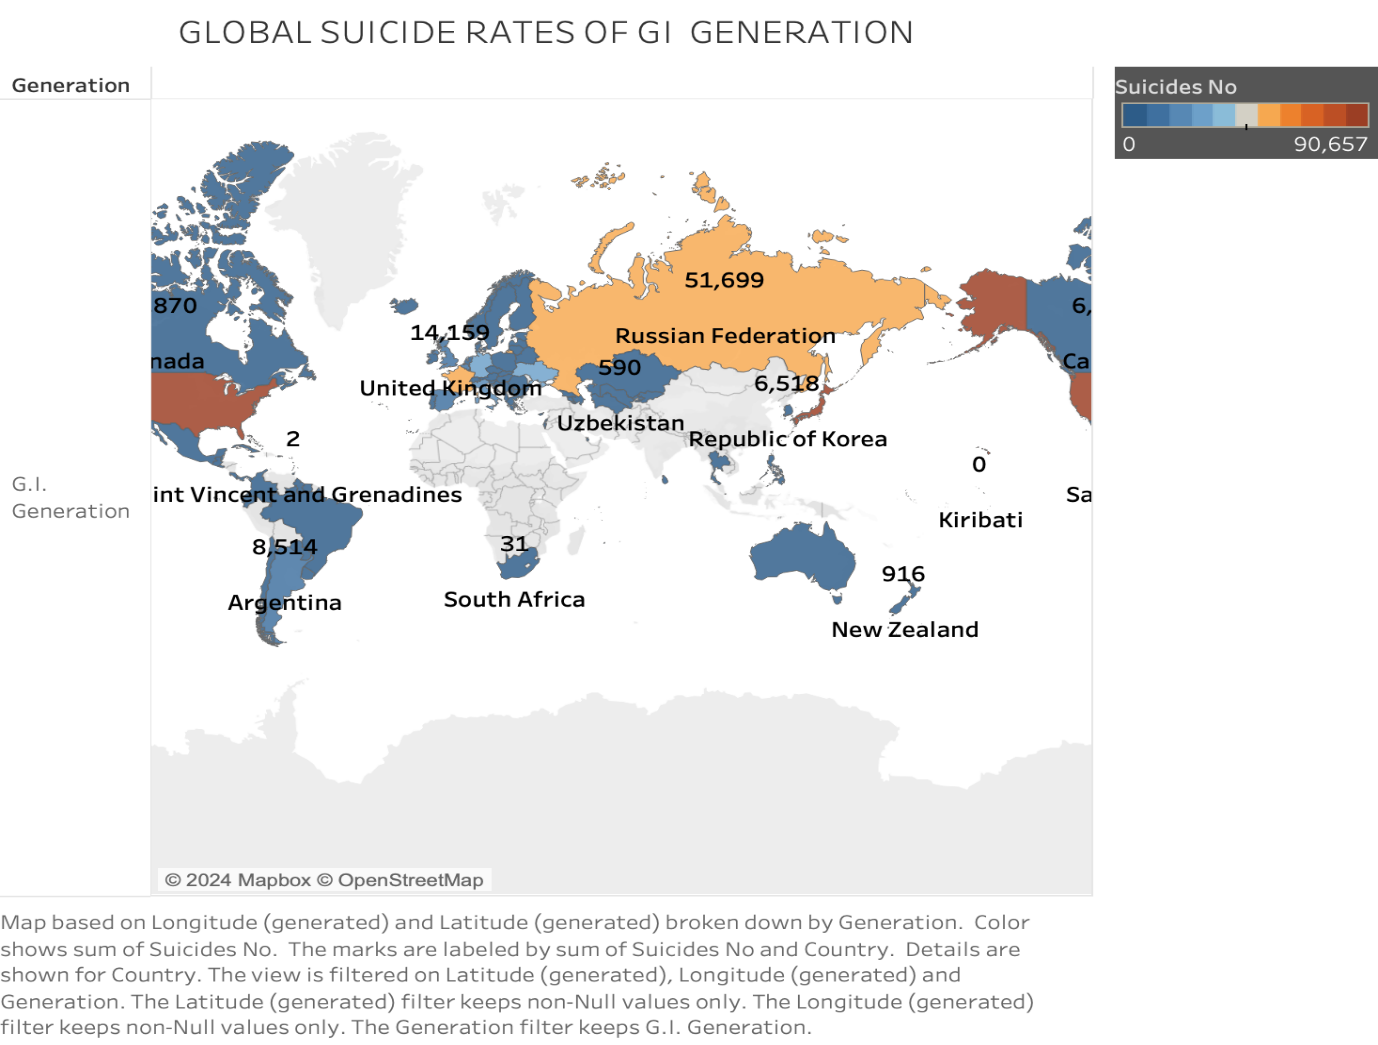 GLOBAL SUICIDE RATES OF GI GENERATION
Generation
Suicides No
0 90,657
51,699
870
6,
14,159
Russian Federation
nada
Ca
590
6,518
United Kingdom
Uzbekistan
2
Republic of Korea
0
G.I.
Generation
int Vincent and Grenadines
Sa
Kiribati
8,514
31
916
Argentina
South Africa
New Zealand
© 2024 Mapbox © OpenStreetMap
Map based on Longitude (generated) and Latitude (generated) broken down by Generation. Color
shows sum of Suicides No. The marks are labeled by sum of Suicides No and Country. Details are
shown for Country. The view is filtered on Latitude (generated), Longitude (generated) and
Generation. The Latitude (generated) filter keeps non-Null values only. The Longitude (generated)
filter keeps non-Null values only. The Generation filter keeps G.I. Generation.